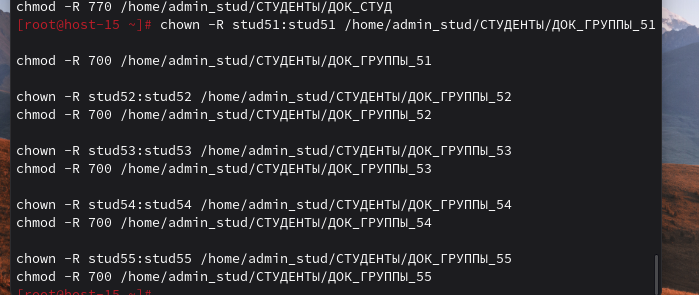 chmod -R 770 /home/admin_stud/СТУДЕНТЫ/ДОК_СТУД
[root@host-15 ~]# chown -R stud51:stud51 /home/admin_stud/СТУДЕНТЫ/ДОК_ГРУППЫ_51
chmod -R 700 /home/admin_stud/СТУДЕНТЫ/ДОК_ГРУППЫ_51
chown -R stud52:stud52 /home/admin_stud/СТУДЕНТЫ/ДОК_ГРУППЫ_52
chmod -R 700 /home/admin_stud/СТУДЕНТЫ/ДОК_ГРУППЫ_52
chown -R stud53:stud53 /home/admin_stud/СТУДЕНТЫ/ДОК_ГРУППЫ_53
chmod -R 700 /home/admin_stud/СТУДЕНТЫ/ДОК_ГРУППЫ_53
chown -R stud54:stud54 /home/admin_stud/СТУДЕНТЫ/ДОК_ГРУППЫ_54
chmod -R 700 /home/admin_stud/СТУДЕНТЫ/ДОК_ГРУППЫ_54
chown -R stud55:stud55 /home/admin_stud/СТУДЕНТЫ/ДОК_ГРУППЫ_55
chmod -R 700 /home/admin_stud/СТУДЕНТЫ/ДОК_ГРУППЫ_55
[root@host-15 ~]#